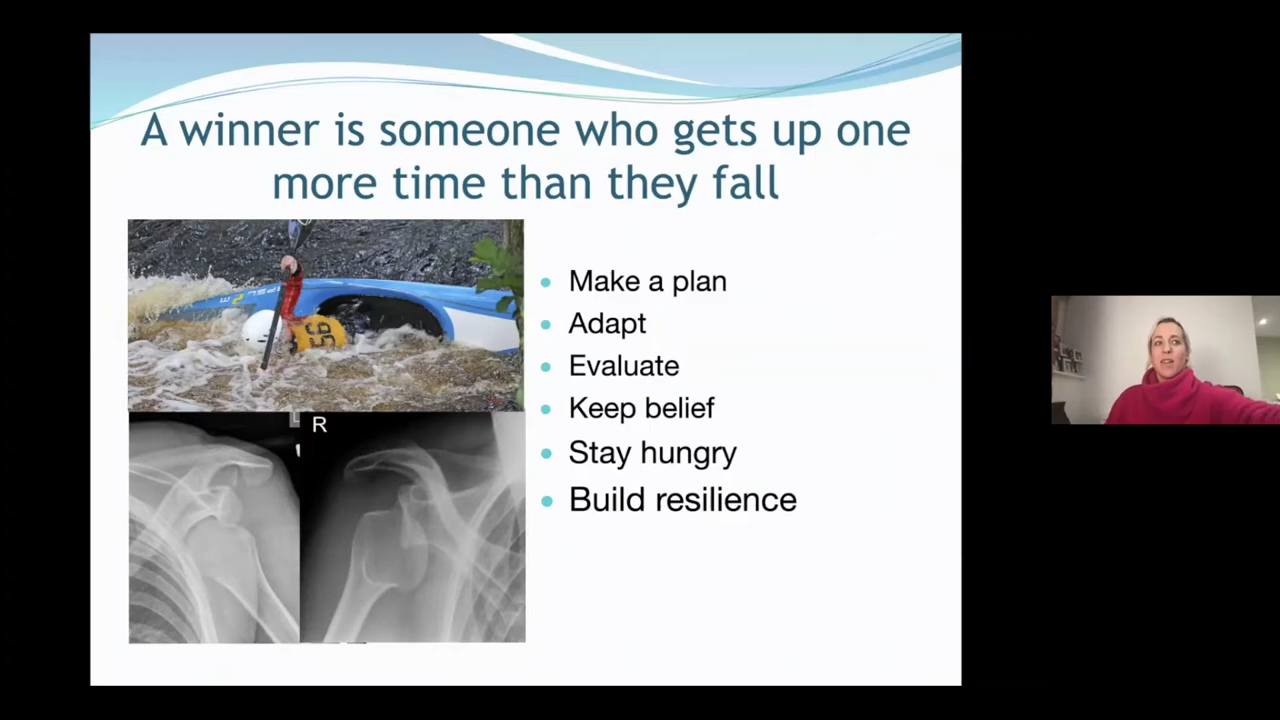 A winner is someone who gets up one
more time than they fall
56
R
Make a plan
Adapt
Evaluate
Keep belief
Stay hungry
Build resilience